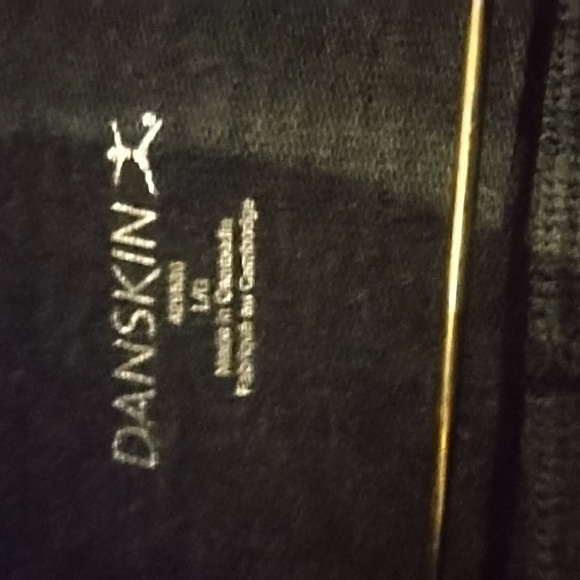 DANSKIN
L/G
Made in Cambodia
Fabriqué au Cambodge